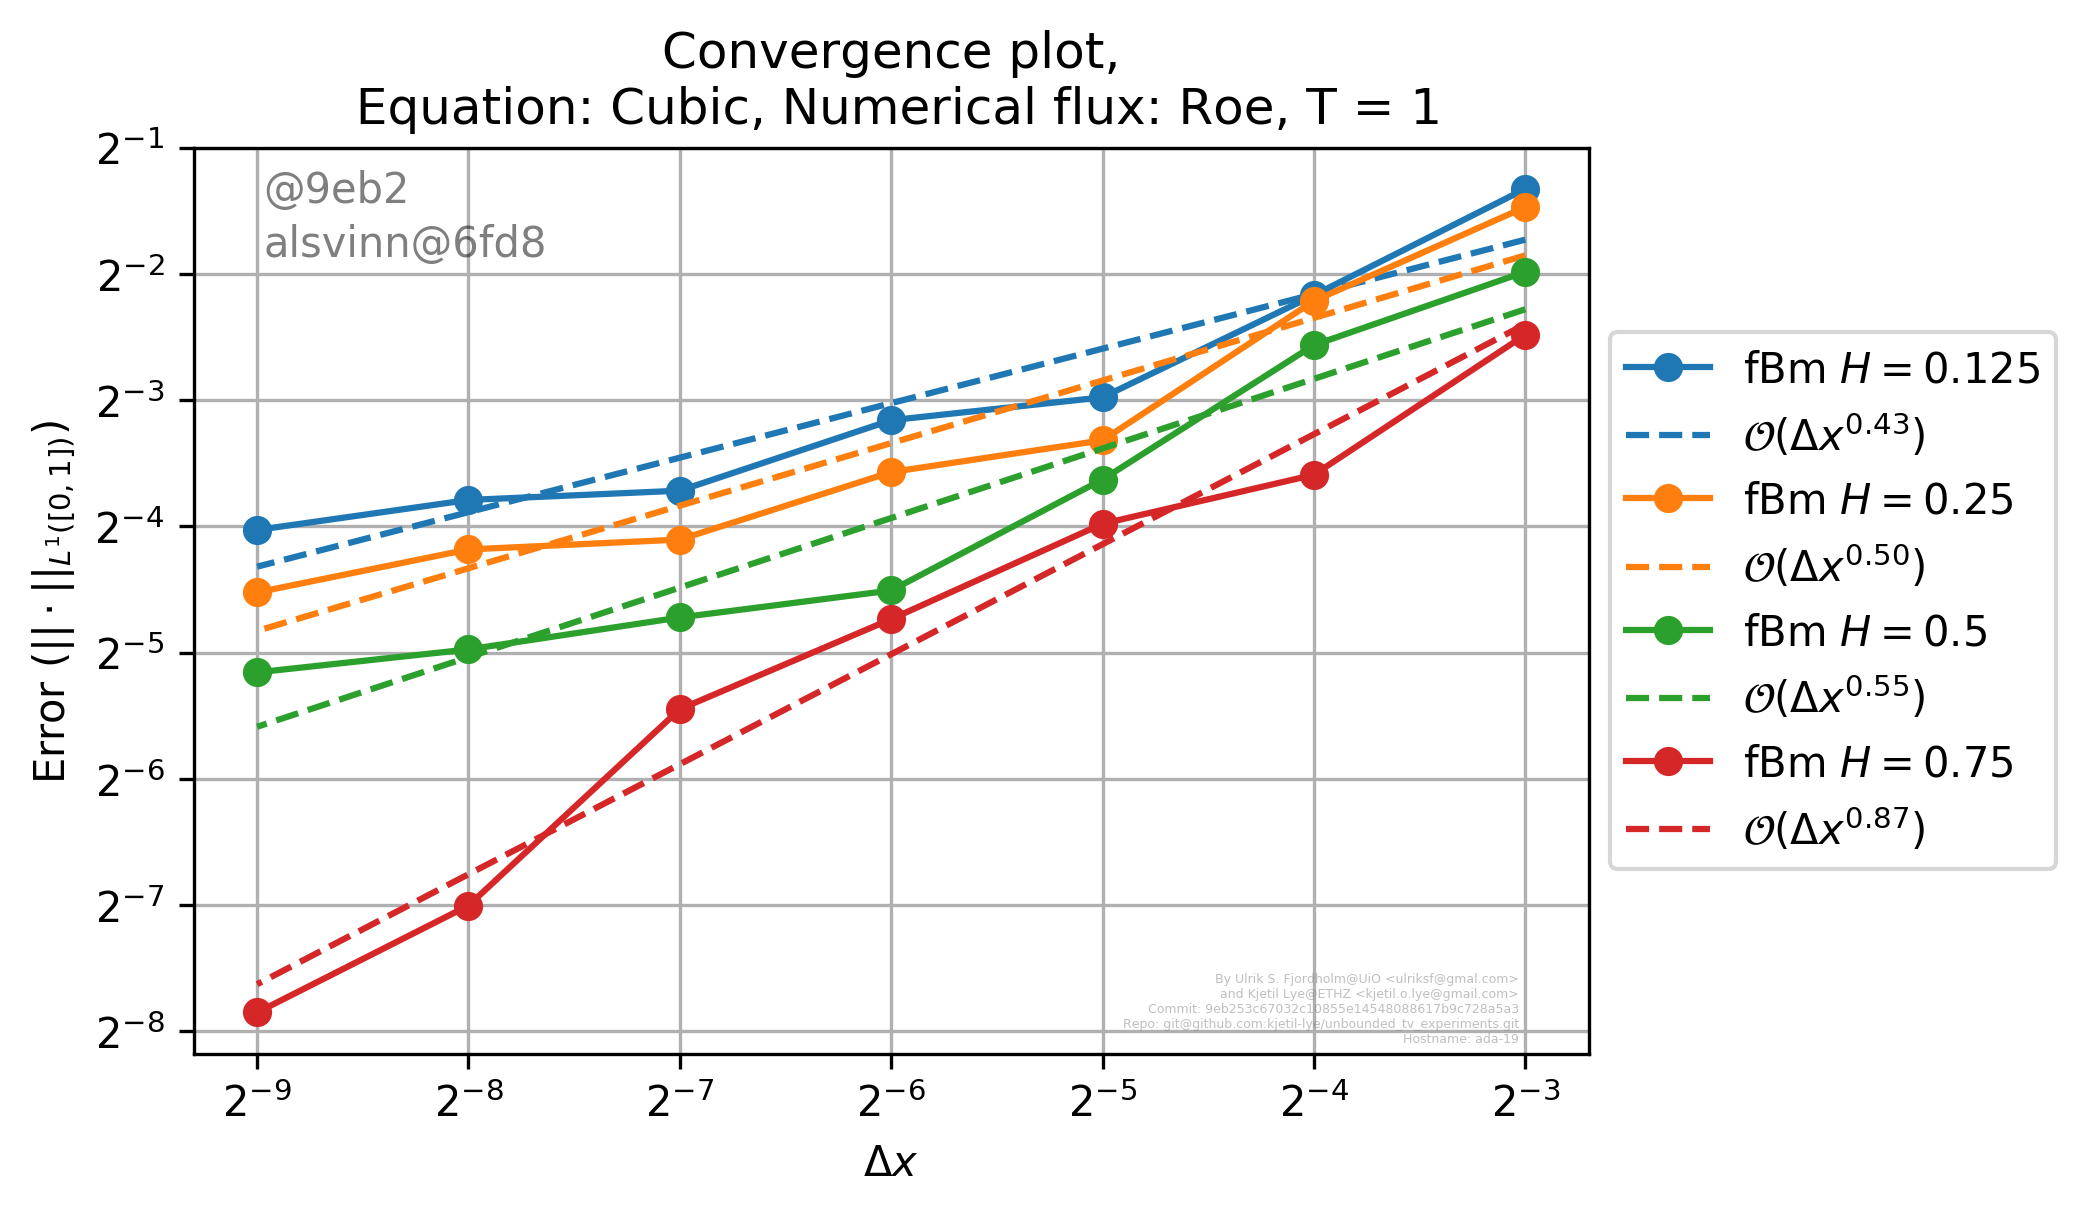 Convergence plot,
Equation: Cubic, Numerical flux: Roe, T = 1
@9eb2
alsvinn@6fd8
2⁻¹
2⁻²
2⁻³
2⁻⁴
2⁻⁵
2⁻⁶
2⁻⁷
2⁻⁸
Error (|| · ||_{L¹([0, 1])})
2⁻⁹
2⁻⁸
2⁻⁷
2⁻⁶
2⁻⁵
2⁻⁴
2⁻³
Δx
fBm H = 0.125
𝒪(Δx^{0.43})
fBm H = 0.25
𝒪(Δx^{0.50})
fBm H = 0.5
𝒪(Δx^{0.55})
fBm H = 0.75
𝒪(Δx^{0.87})
By Ulrik S. Fjordholm@UiO <ulriksf@gmal.com>
and Kjetil Lye@ETHZ <kjetil.o.lye@gmail.com>
Commit: 9eb253c67032c10855e14548088617b9c728a5a3
Repo: git@github.com:kjetil-lye/unbounded_tv_experiments.git
Hostname: ada-19